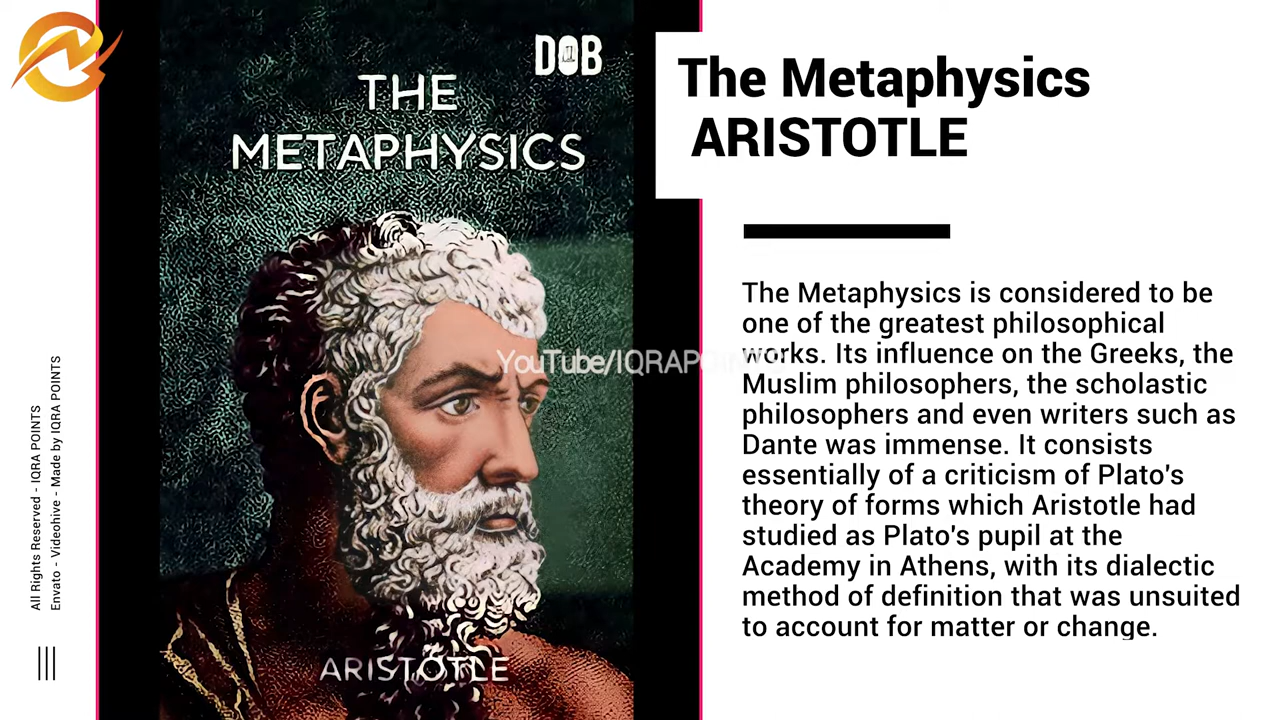 DOB
THE
METAPHYSICS
ARISTOTLE
The Metaphysics
ARISTOTLE
The Metaphysics is considered to be
one of the greatest philosophical
works. Its influence on the Greeks, the
Muslim philosophers, the scholastic
philosophers and even writers such as
Dante was immense. It consists
essentially of a criticism of Plato's
theory of forms which Aristotle had
studied as Plato's pupil at the
Academy in Athens, with its dialectic
method of definition that was unsuited
to account for matter or change.
YouTube/IQRAPOINTS
All Rights Reserved - IQRA POINTS
Envato - Videohive - Made by IQRA POINTS